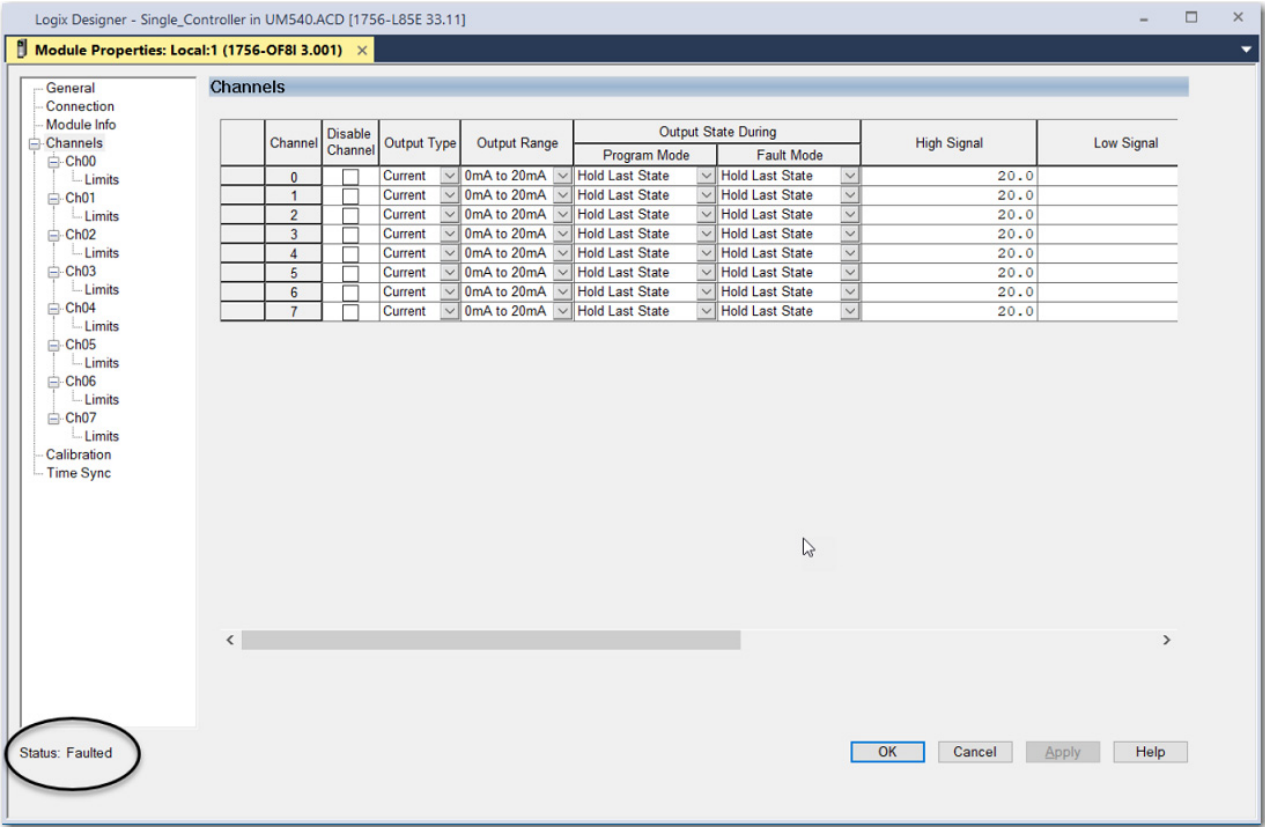 Logix Designer - Single_Controller in UM540.ACD [1756-L85E 33.11]
Module Properties: Local:1 (1756-OF8I 3.001) ×
General
Connection
Module Info
Channels
Ch00
Limits
Ch01
Limits
Ch02
Limits
Ch03
Limits
Ch04
Limits
Ch05
Limits
Ch06
Limits
Ch07
Limits
Calibration
Time Sync
Channels
Channel Disable Channel Output Type Output Range Output State During High Signal Low Signal
Program Mode Fault Mode
0 Current 0mA to 20mA Hold Last State Hold Last State 20.0
1 Current 0mA to 20mA Hold Last State Hold Last State 20.0
2 Current 0mA to 20mA Hold Last State Hold Last State 20.0
3 Current 0mA to 20mA Hold Last State Hold Last State 20.0
4 Current 0mA to 20mA Hold Last State Hold Last State 20.0
5 Current 0mA to 20mA Hold Last State Hold Last State 20.0
6 Current 0mA to 20mA Hold Last State Hold Last State 20.0
7 Current 0mA to 20mA Hold Last State Hold Last State 20.0
Status: Faulted
OK Cancel Apply Help